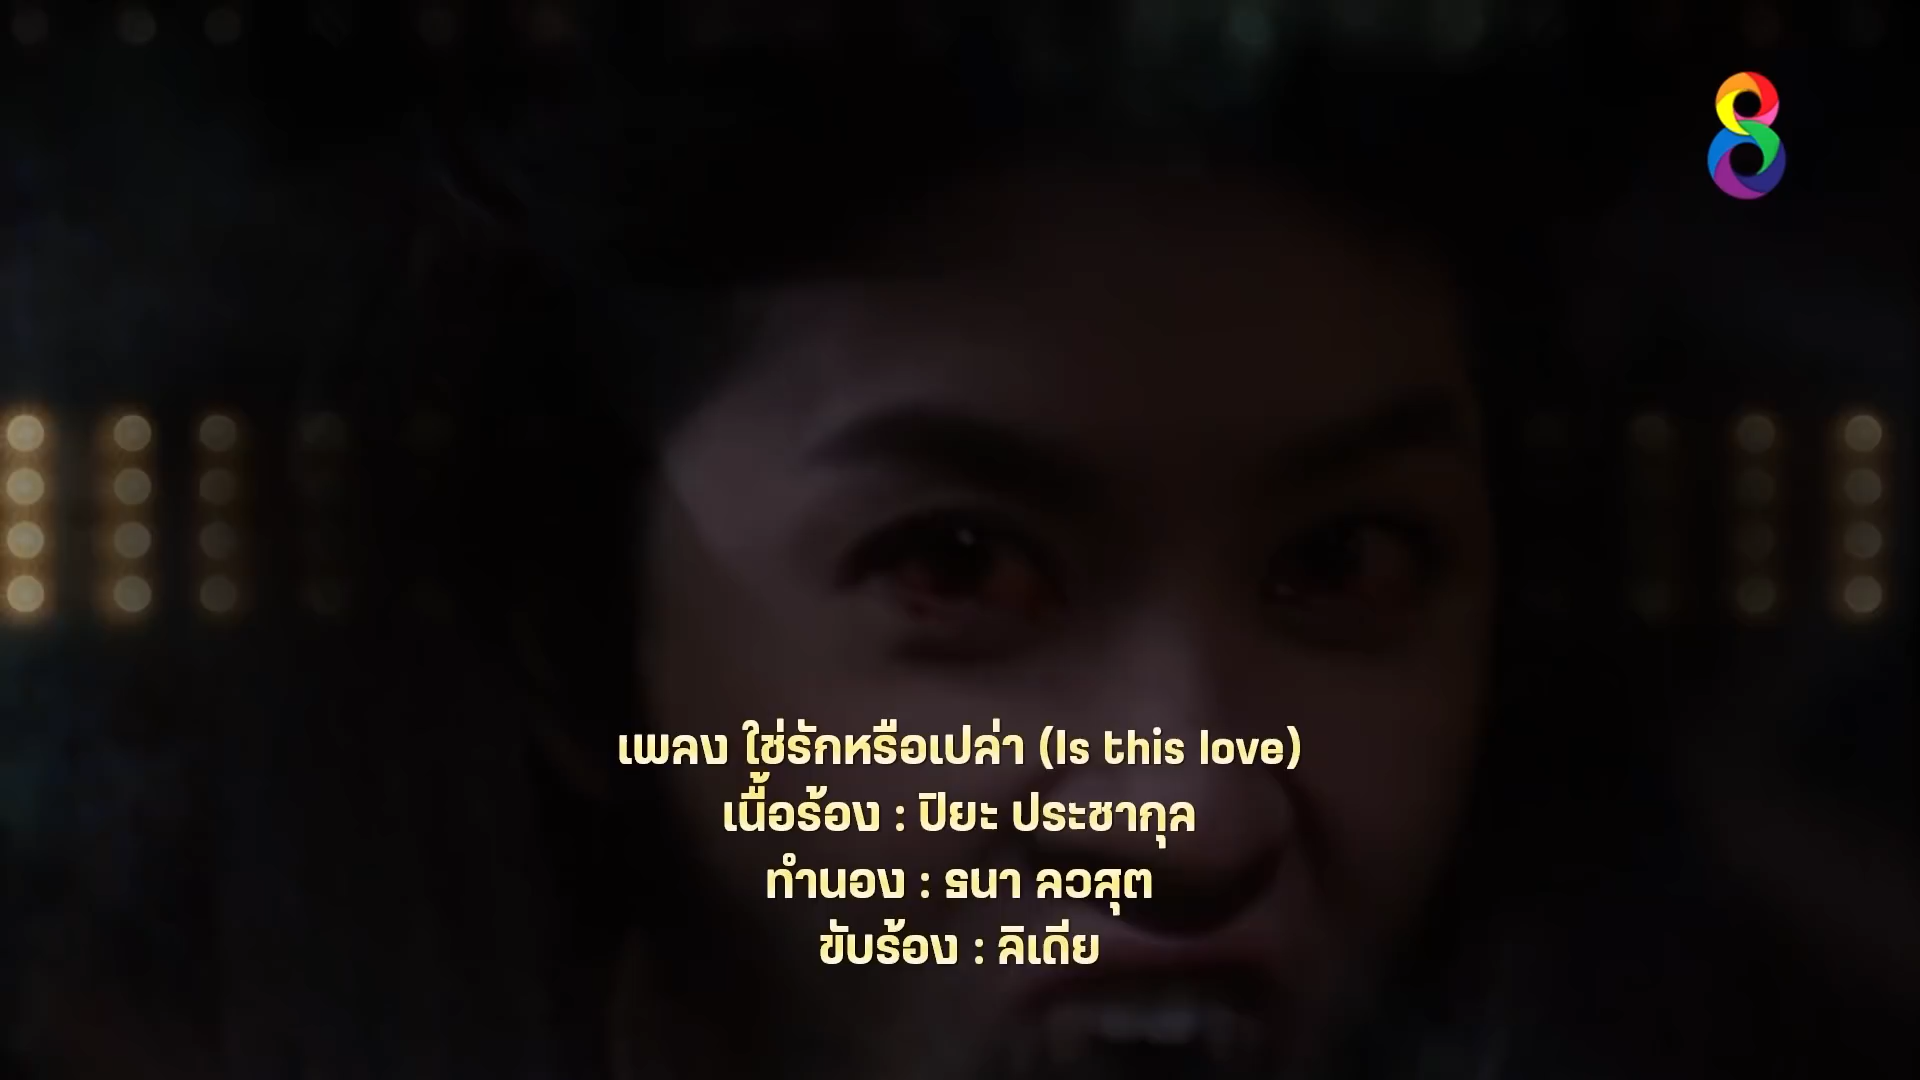 8
เพลง ใช่รักหรือเปล่า (Is this love)
เนื้อร้อง : ปิยะ ประชากุล
ทำนอง : ธนา ลวสุต
ขับร้อง : ลิเดีย